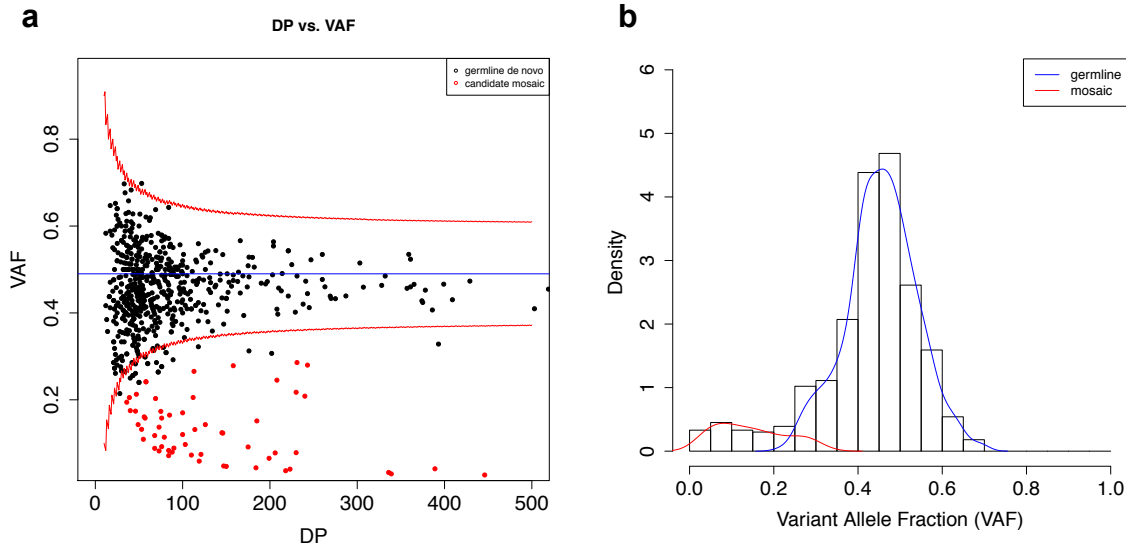 a
DP vs. VAF
germline de novo
candidate mosaic
VAF
0.8
0.6
0.4
0.2
0 100 200 300 400 500
DP
b
germline
mosaic
Density
6
5
4
3
2
1
0
0.0 0.2 0.4 0.6 0.8 1.0
Variant Allele Fraction (VAF)